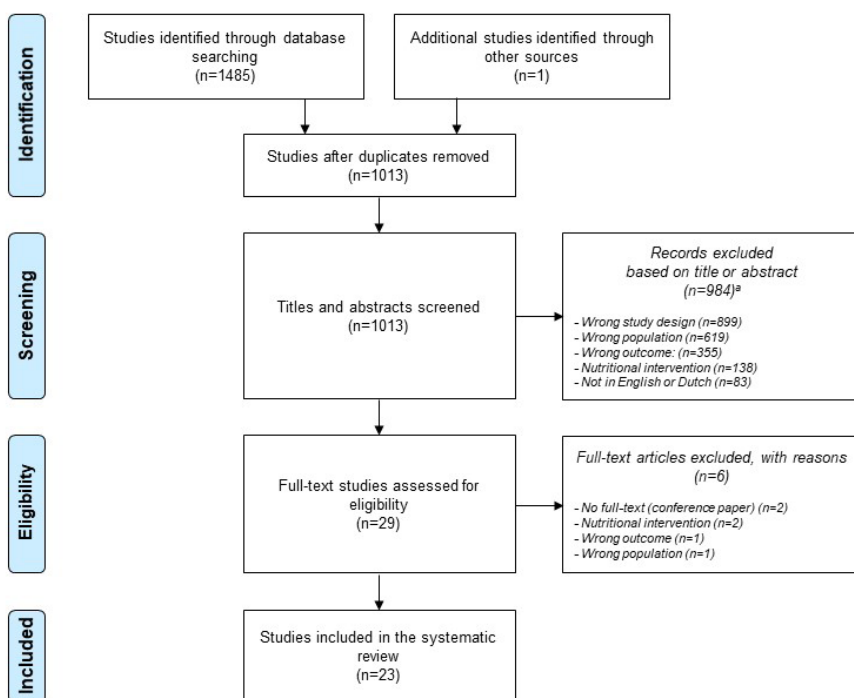 Identification
Studies identified through database
searching
(n=1485)
Additional studies identified through
other sources
(n=1)
Studies after duplicates removed
(n=1013)
Screening
Titles and abstracts screened
(n=1013)
Records excluded
based on title or abstract
(n=984)ª
- Wrong study design (n=899)
- Wrong population (n=619)
- Wrong outcome: (n=355)
- Nutritional intervention (n=138)
- Not in English or Dutch (n=83)
Eligibility
Full-text studies assessed for
eligibility
(n=29)
Full-text articles excluded, with reasons
(n=6)
- No full-text (conference paper) (n=2)
- Nutritional intervention (n=2)
- Wrong outcome (n=1)
- Wrong population (n=1)
Included
Studies included in the systematic
review
(n=23)